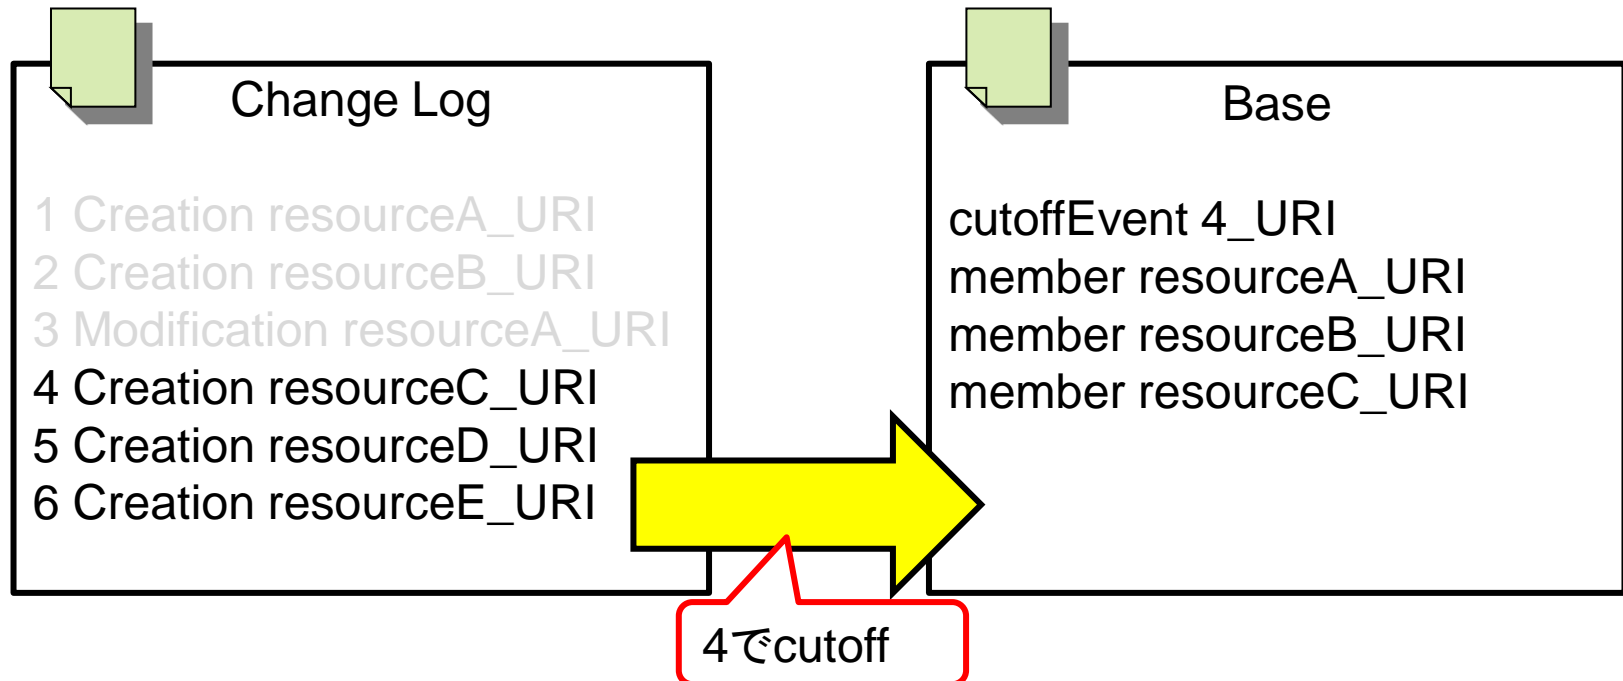 Change Log
1 Creation resourceA_URI
2 Creation resourceB_URI
3 Modification resourceA_URI
4 Creation resourceC_URI
5 Creation resourceD_URI
6 Creation resourceE_URI
Base
cutoffEvent 4_URI
member resourceA_URI
member resourceB_URI
member resourceC_URI
4でcutoff